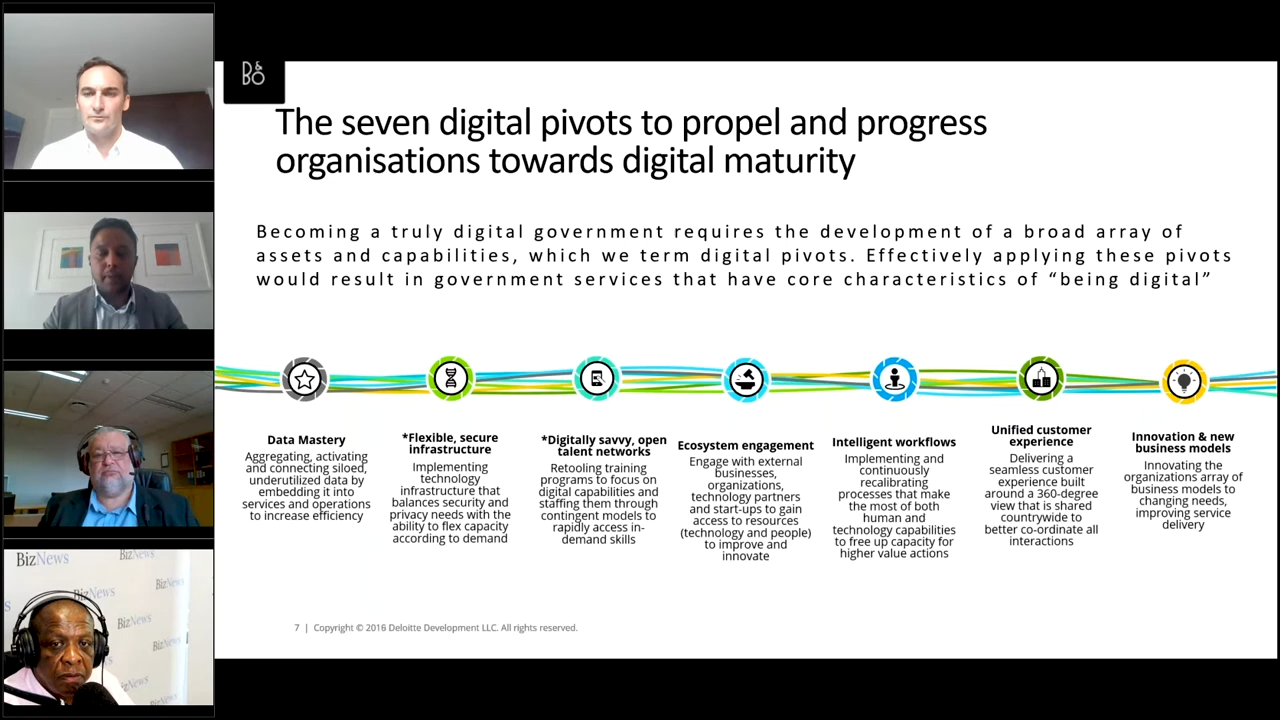 B&O
The seven digital pivots to propel and progress
organisations towards digital maturity
Becoming a truly digital government requires the development of a broad array of
assets and capabilities, which we term digital pivots. Effectively applying these pivots
would result in government services that have core characteristics of “being digital”
Data Mastery
Aggregating, activating
and connecting siloed,
underutilized data by
embedding it into
services and operations
to increase efficiency
*Flexible, secure
infrastructure
Implementing
technology
infrastructure that
balances security and
privacy needs with the
ability to flex capacity
according to demand
*Digitally savvy, open
talent networks
Retooling training
programs to focus on
digital capabilities and
staffing them through
contingent models to
rapidly access in-
demand skills
Ecosystem engagement
Engage with external
businesses,
organizations,
technology partners
and start-ups to gain
access to resources
(technology and people)
to improve and
innovate
Intelligent workflows
Implementing and
continuously
recalibrating
processes that make
the most of both
human and
technology capabilities
to free up capacity for
higher value actions
Unified customer
experience
Delivering a
seamless customer
experience built
around a 360-degree
view that is shared
countrywide to
better co-ordinate all
interactions
Innovation & new
business models
Innovating the
organizations array of
business models to
changing needs,
improving service
delivery
7 | Copyright © 2016 Deloitte Development LLC. All rights reserved.
BizNews
BizNews
BizNews
BizNews
BizNews
BizNews